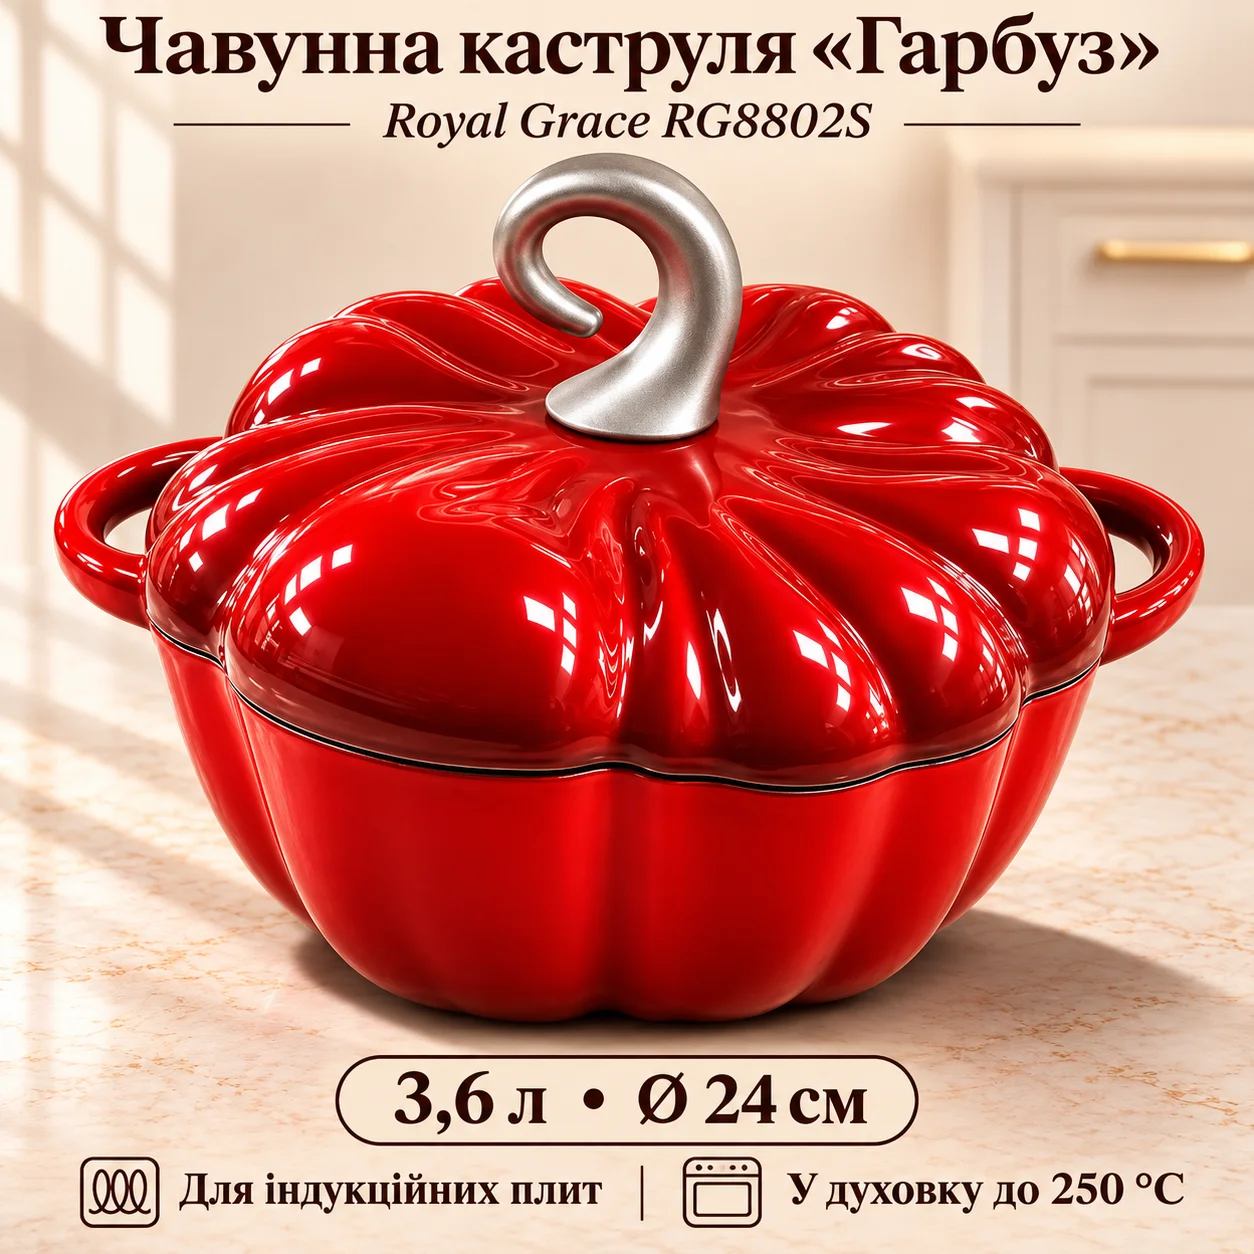 Чавунна каструля «Гарбуз»
Royal Grace RG8802S
3,6 л • Ø 24 см
Для індукційних плит | У духовку до 250 °C